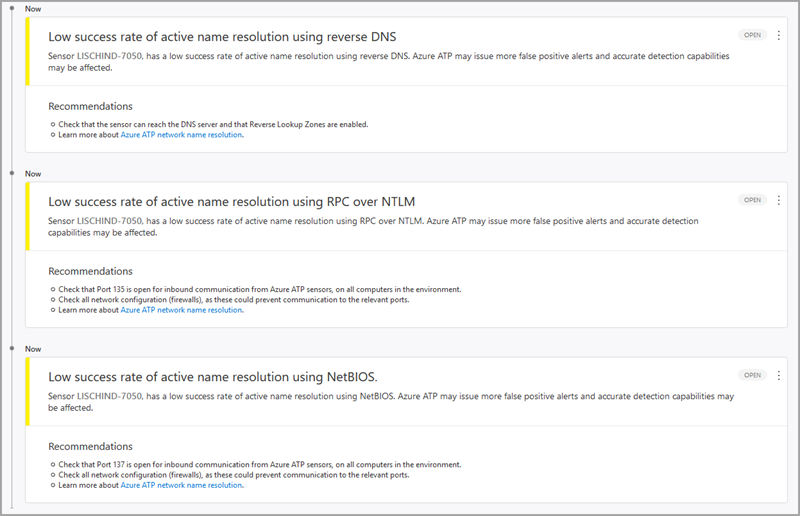 Now
Low success rate of active name resolution using reverse DNS
OPEN
Sensor LISCHIND-7050, has a low success rate of active name resolution using reverse DNS. Azure ATP may issue more false positive alerts and accurate detection capabilities
may be affected.
Recommendations
Check that the sensor can reach the DNS server and that Reverse Lookup Zones are enabled.
Learn more about Azure ATP network name resolution.
Now
Low success rate of active name resolution using RPC over NTLM
OPEN
Sensor LISCHIND-7050, has a low success rate of active name resolution using RPC over NTLM. Azure ATP may issue more false positive alerts and accurate detection
capabilities may be affected.
Recommendations
Check that Port 135 is open for inbound communication from Azure ATP sensors, on all computers in the environment.
Check all network configuration (firewalls), as these could prevent communication to the relevant ports.
Learn more about Azure ATP network name resolution.
Now
Low success rate of active name resolution using NetBIOS.
OPEN
Sensor LISCHIND-7050, has a low success rate of active name resolution using NetBIOS. Azure ATP may issue more false positive alerts and accurate detection capabilities may
be affected.
Recommendations
Check that Port 137 is open for inbound communication from Azure ATP sensors, on all computers in the environment.
Check all network configuration (firewalls), as these could prevent communication to the relevant ports.
Learn more about Azure ATP network name resolution.